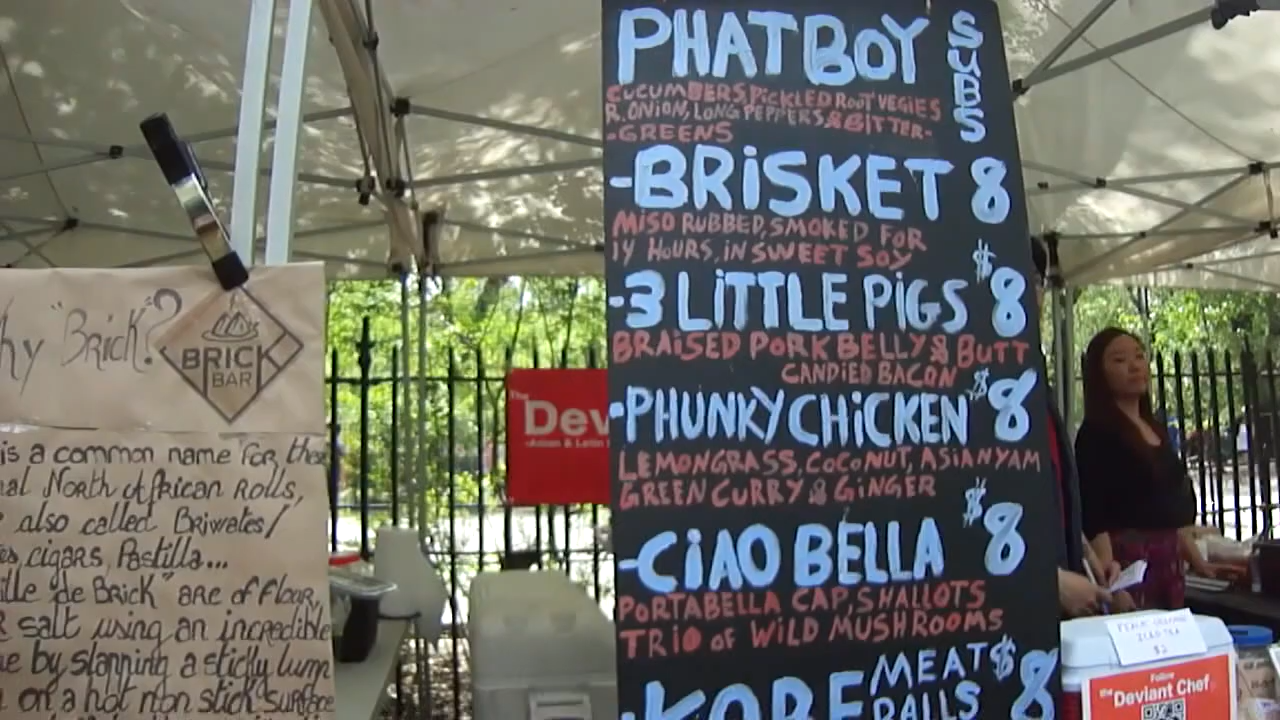 PHATBOY SUBS
CUCUMBERS, PICKLED ROOT VEGIES
R.ONION, LONG PEPPERS, & BITTER-
-GREENS
-BRISKET 8
MISO RUBBED, SMOKED FOR
14 HOURS, IN SWEET SOY
-3 LITTLE PIGS $8
BRAISED PORK BELLY & BUTT
CANDIED BACON
-PHUNKY CHICKEN $8
LEMONGRASS, COCONUT, ASIAN YAM
GREEN CURRY & GINGER
-CIAO BELLA $8
PORTABELLA CAP, SHALLOTS
TRIO OF WILD MUSHROOMS
-KOBE MEAT BALLS $8
"Brick"?
BRICK
BAR
is a common name for
North African Rolls,
also called Briwates/
cigars, Pastilla...
de Brick" are of flour,
salt using an incredible
by slapping a sticky lump
on a hot non stick surface
The
Dev
-Asian & Latin
ICED TEA
$2
Follow
the Deviant Chef